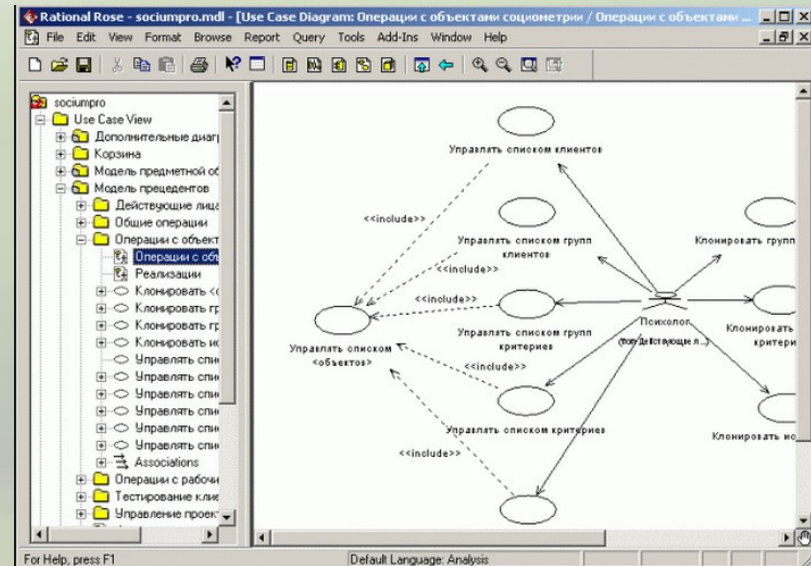 Rational Rose - sociumpro.mdl - [Use Case Diagram: Операции с объектами социометрии / Операции с объектами ...
File Edit View Format Browse Report Query Tools Add-Ins Window Help
sociumpro
Use Case View
Дополнительные диагр
Корзина
Модель предметной об
Модель прецедентов
Действующие лица
Общие операции
Операции с объект
Операции с объ
Реализации
Клонировать <о
Клонировать гр
Клонировать гр
Клонировать ис
Управлять спис
Управлять спис
Управлять спис
Управлять спис
Управлять спис
Управлять спис
Associations
Операции с рабочи
Тестирование клие
Управление проек
Управлять списком клиентов
<<include>>
Управлять списком групп
клиентов
Клонировать групп
<<include>>
<<include>>
Управлять списком групп
критериев
Психолог
(from Действующие л...)
Клонировать
критери
Управлять списком
<объектов>
<<include>>
Управлять списком критериев
Клонировать ис
<<include>>
For Help, press F1
Default Language: Analysis